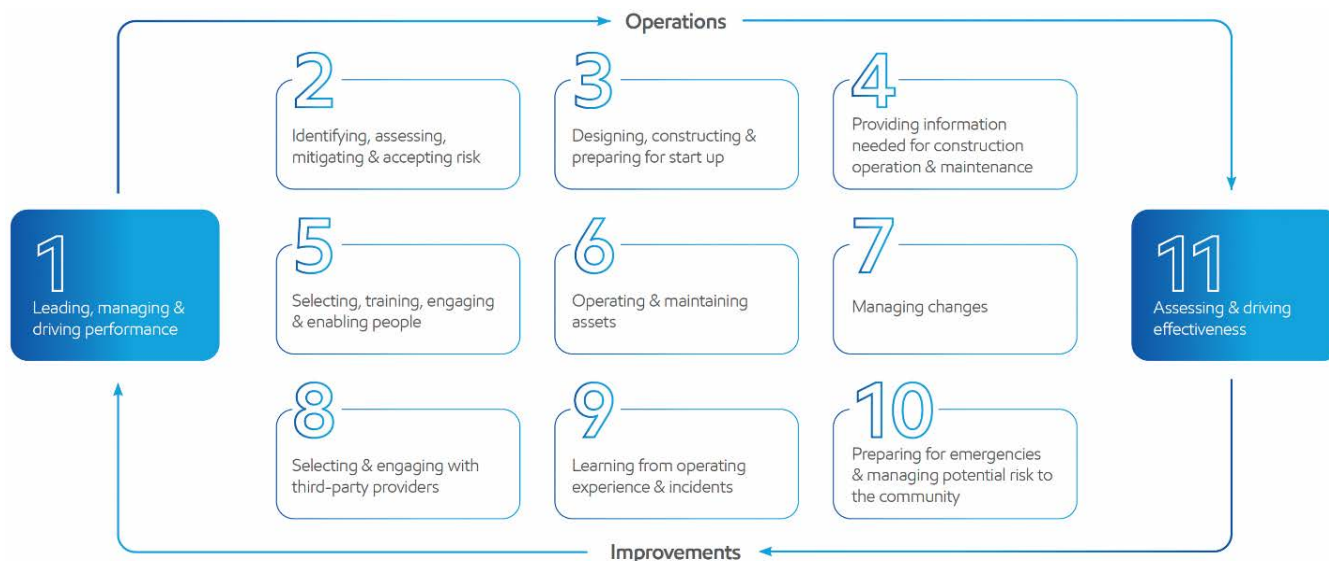 Operations
2
Identifying, assessing,
mitigating & accepting risk
3
Designing, constructing &
preparing for start up
4
Providing information
needed for construction
operation & maintenance
1
Leading, managing &
driving performance
5
Selecting, training, engaging
& enabling people
6
Operating & maintaining
assets
7
Managing changes
11
Assessing & driving
effectiveness
8
Selecting & engaging with
third-party providers
9
Learning from operating
experience & incidents
10
Preparing for emergencies
& managing potential risk to
the community
Improvements